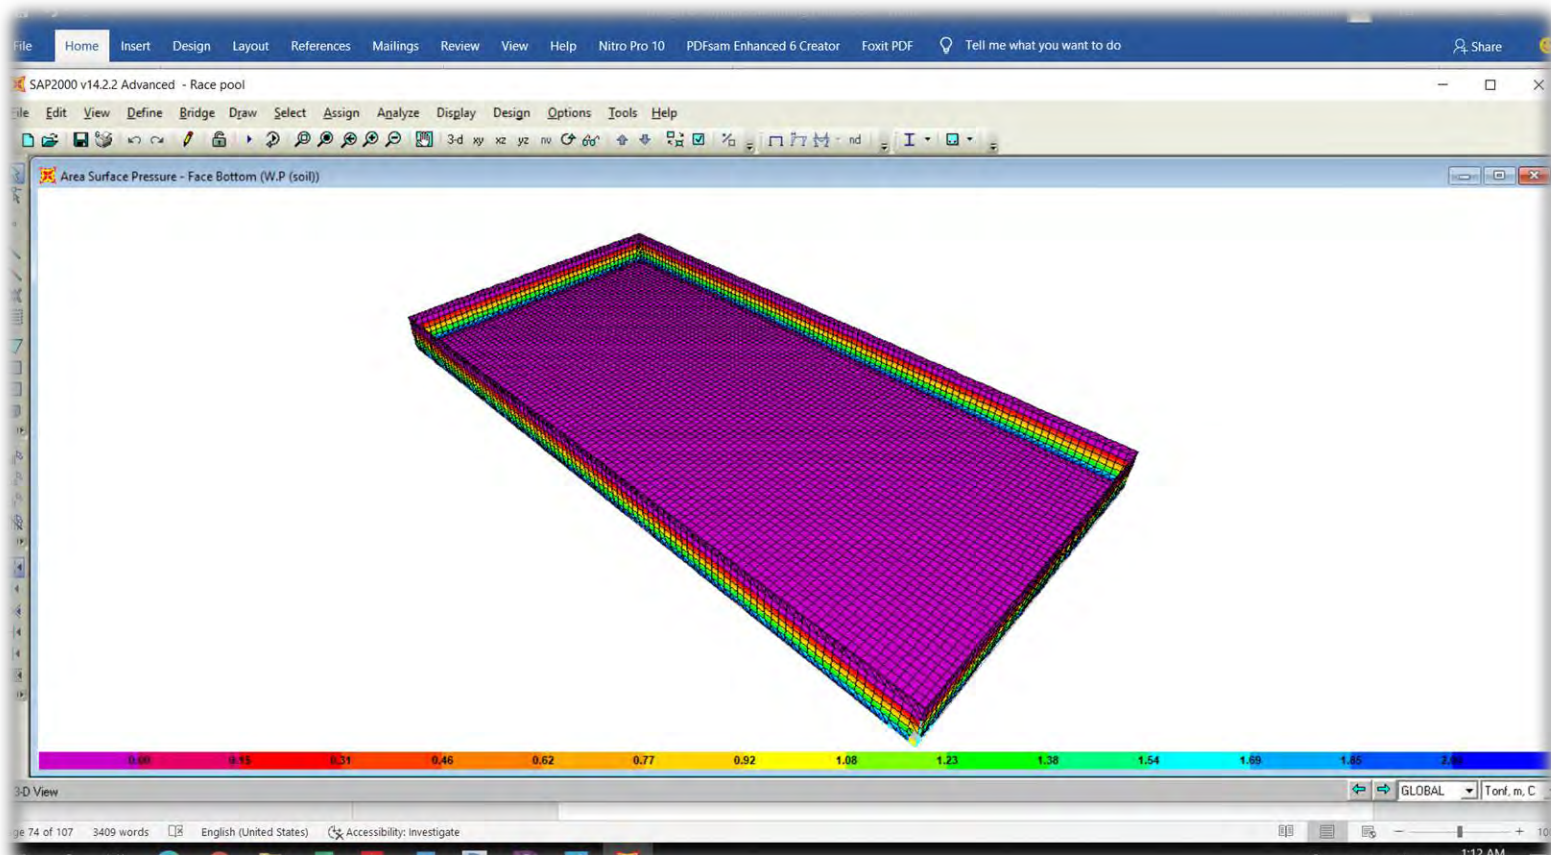 File Home Insert Design Layout References Mailings Review View Help Nitro Pro 10 PDFsam Enhanced 6 Creator Foxit PDF Tell me what you want to do Share
SAP2000 v14.2.2 Advanced - Race pool
File Edit View Define Bridge Draw Select Assign Analyze Display Design Options Tools Help
3-d xy xz yz nv nd
Area Surface Pressure - Face Bottom (W.P (soil))
0.00 0.15 0.31 0.46 0.62 0.77 0.92 1.08 1.23 1.38 1.54 1.69 1.85
3-D View GLOBAL Tonf, m, C
ge 74 of 107 3409 words English (United States) Accessibility: Investigate
1:12 AM